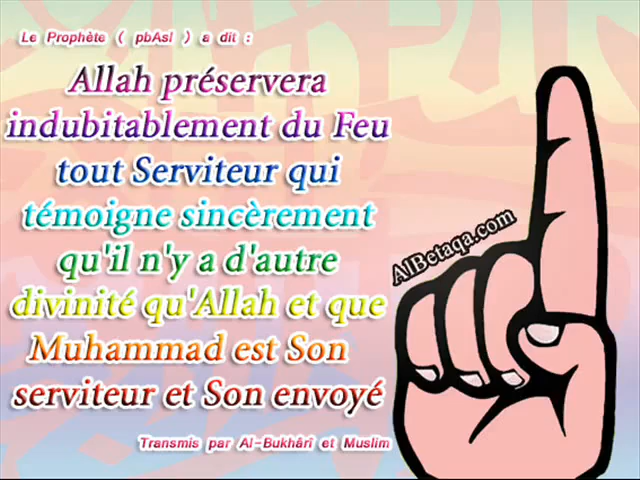 Le Prophète ( pbAsl ) a dit :
Allah préservera
indubitablement du Feu
tout Serviteur qui
témoigne sincèrement
qu'il n'y a d'autre
divinité qu'Allah et que
Muhammad est Son
serviteur et Son envoyé
Transmis par Al-Bukhârî et Muslim
AlBetaqa.com